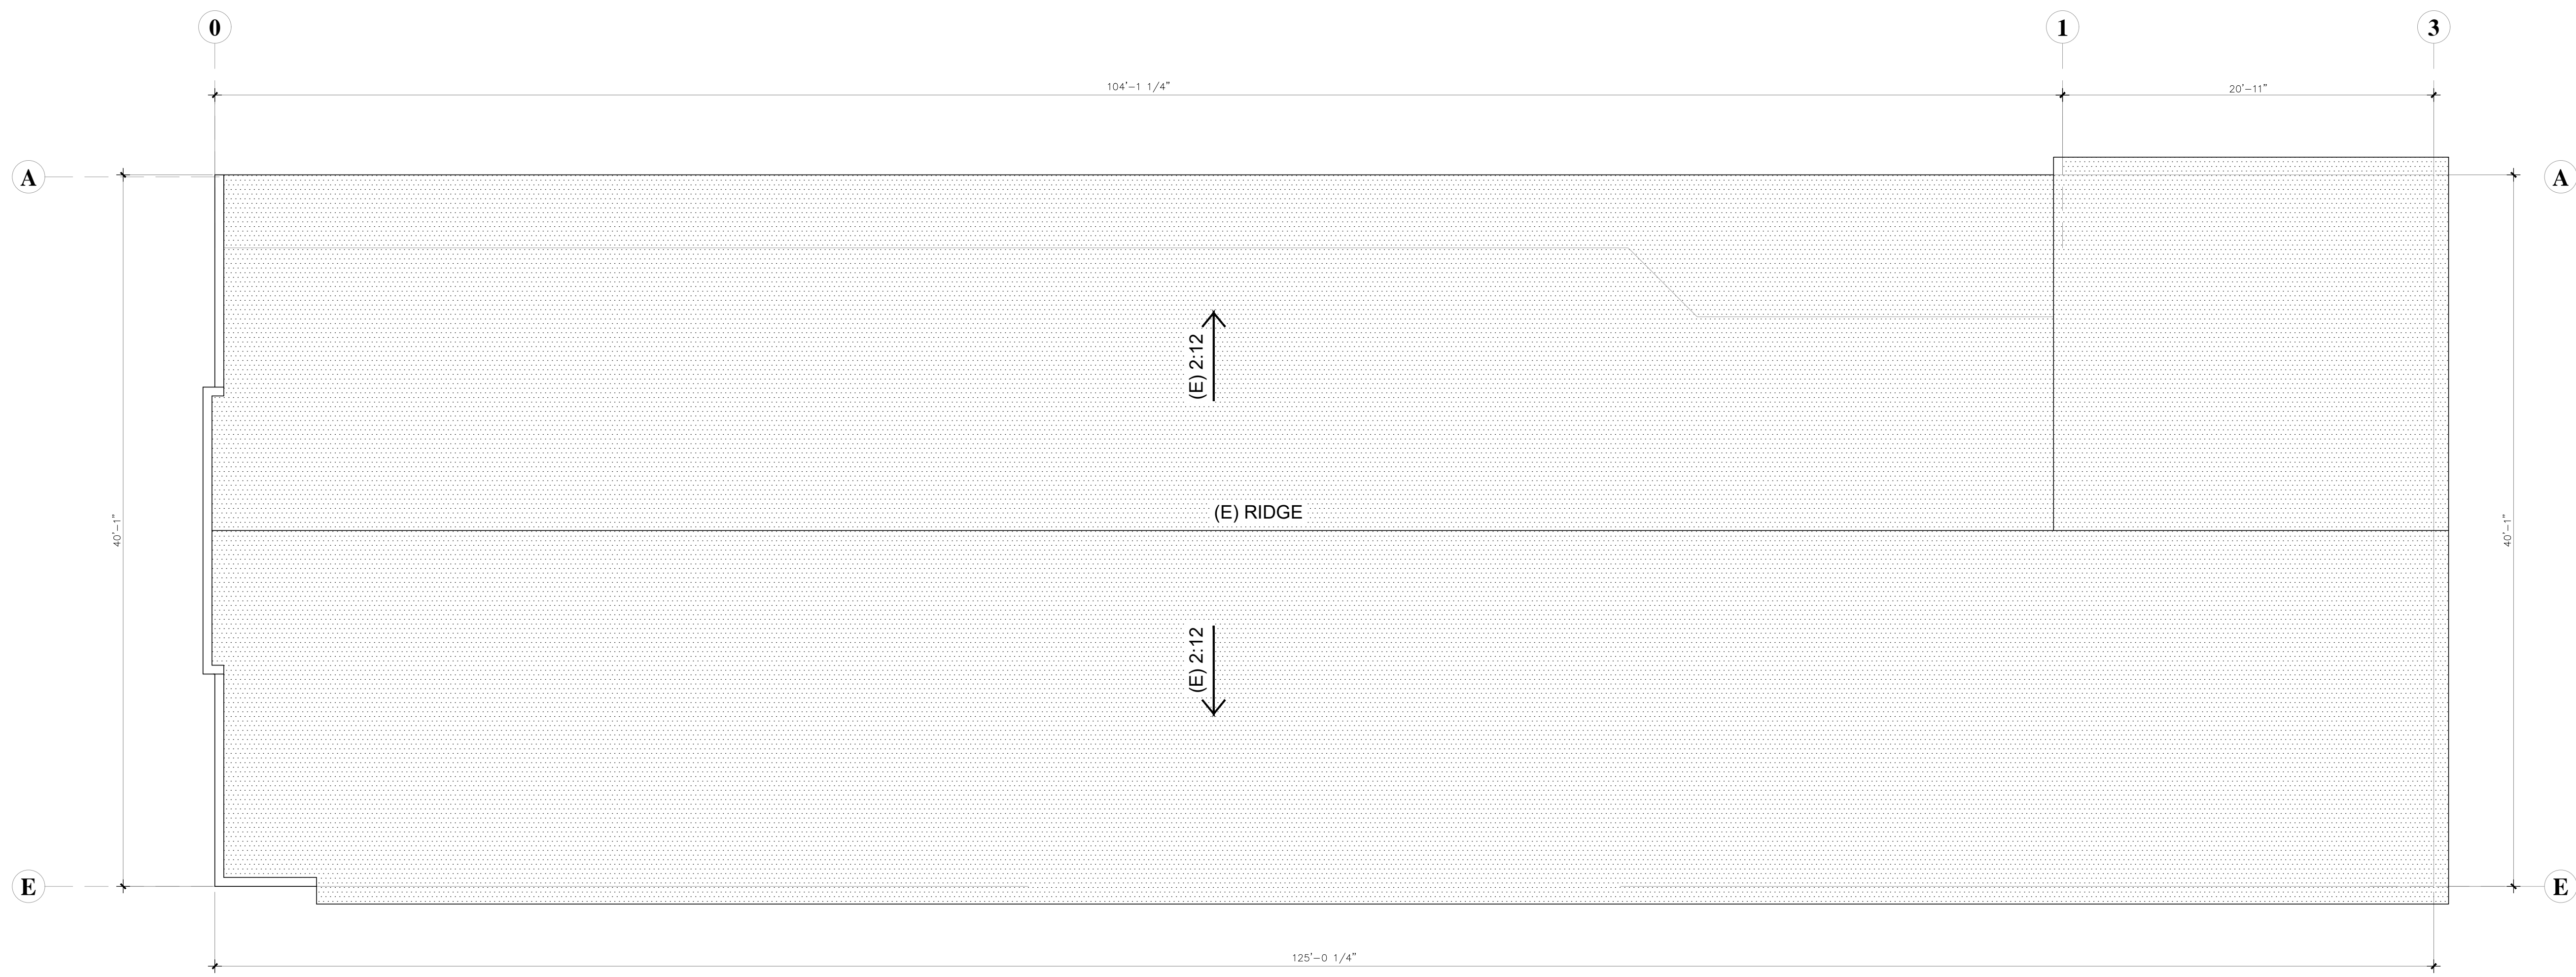 0
1
3
104'-1 1/4"
20'-11"
A
A
(E) 2:12
(E) RIDGE
40'-1"
40'-1"
(E) 2:12
E
E
125'-0 1/4"